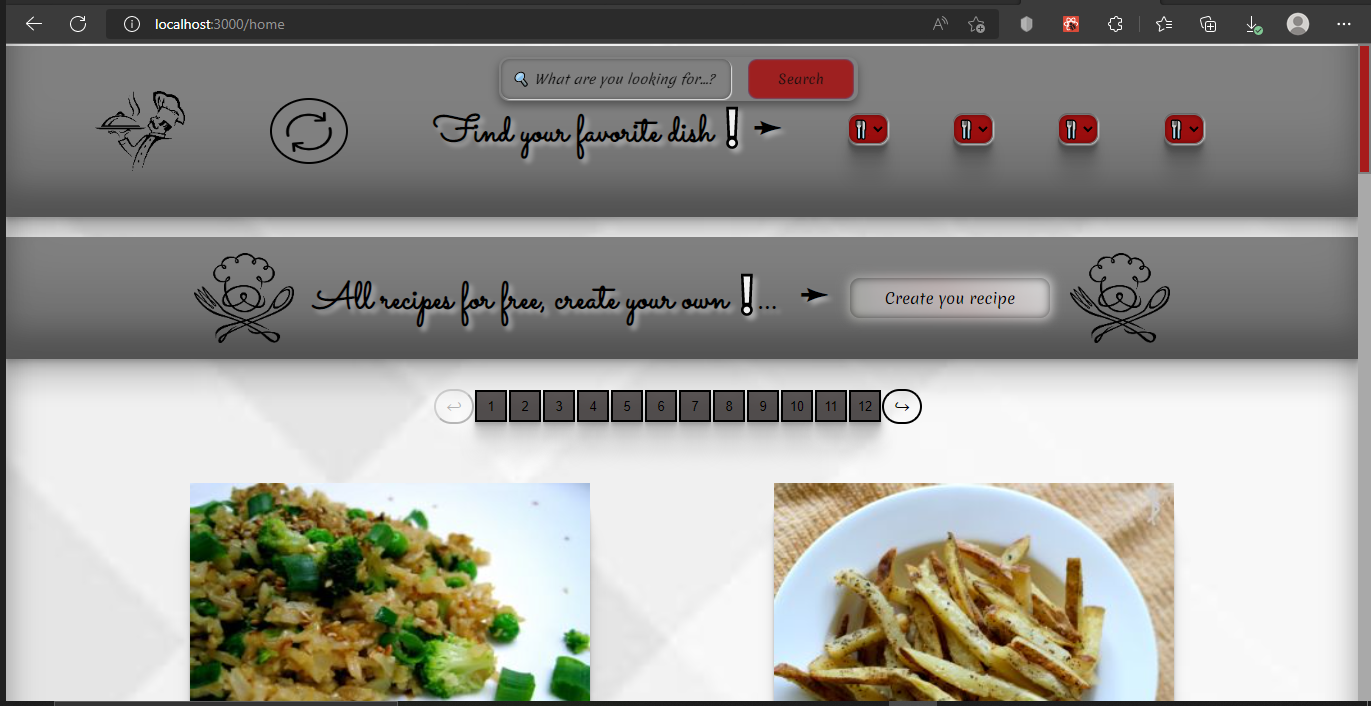 localhost:3000/home
🔍 What are you looking for...?
Search
Find your favorite dish !
All recipes for free, create your own !...
Create you recipe
1 2 3 4 5 6 7 8 9 10 11 12